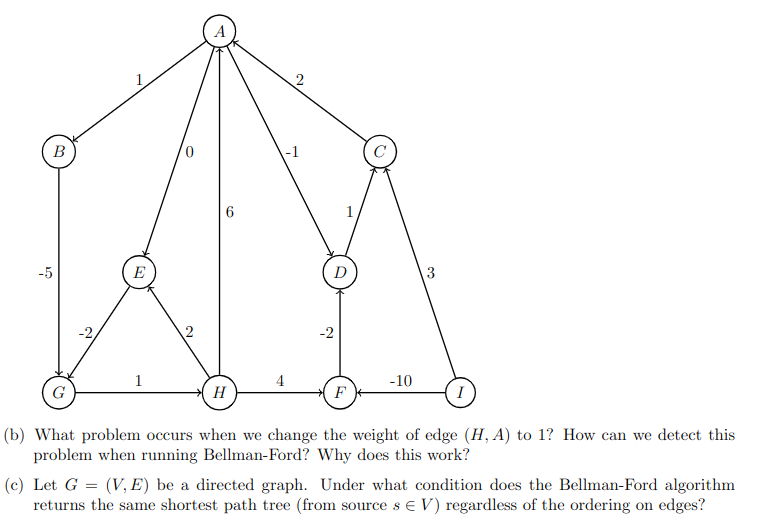 A
1
2
B
0
-1
C
6
1
-5
E
D
3
-2
2
-2
1
4
-10
G
H
F
I
(b) What problem occurs when we change the weight of edge (H, A) to 1? How can we detect this
problem when running Bellman-Ford? Why does this work?
(c) Let G = (V, E) be a directed graph. Under what condition does the Bellman-Ford algorithm
returns the same shortest path tree (from source s ∈ V) regardless of the ordering on edges?